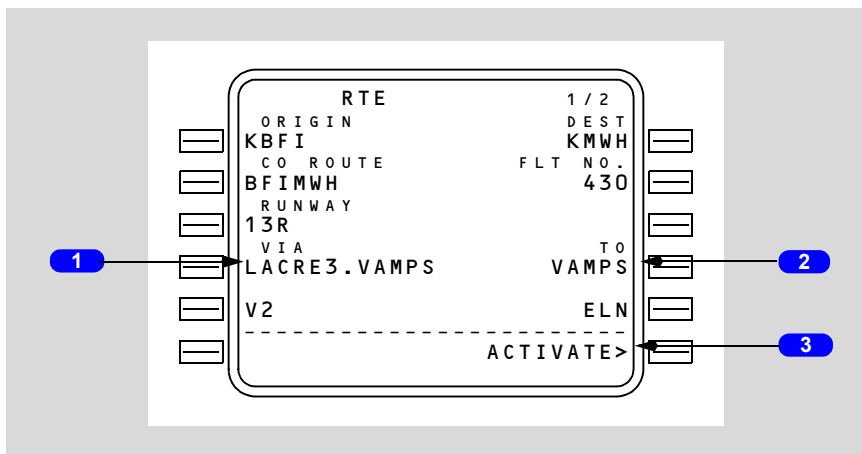 RTE 1/2
ORIGIN DEST
KBFI KMWH
CO ROUTE FLT NO.
BFIMWH 430
RUNWAY
13R
VIA TO
1 LACRE3.VAMPS VAMPS 2
V2 ELN
------------------------
ACTIVATE> 3